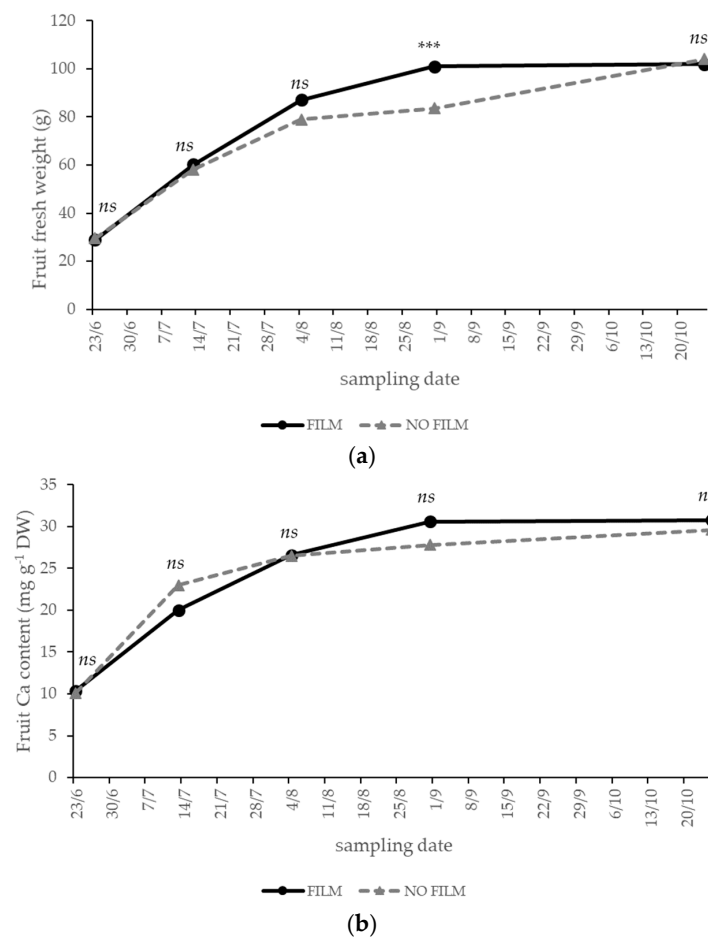 (a)
120
100
80
60
40
20
0
Fruit fresh weight (g)
ns
ns
ns
***
ns
23/6 30/6 7/7 14/7 21/7 28/7 4/8 11/8 18/8 25/8 1/9 8/9 15/9 22/9 29/9 6/10 13/10 20/10
sampling date
FILM NO FILM
(a)
35
30
25
20
15
10
5
0
Fruit Ca content (mg g⁻¹ DW)
ns
ns
ns
ns
n
23/6 30/6 7/7 14/7 21/7 28/7 4/8 11/8 18/8 25/8 1/9 8/9 15/9 22/9 29/9 6/10 13/10 20/10
sampling date
FILM NO FILM
(b)